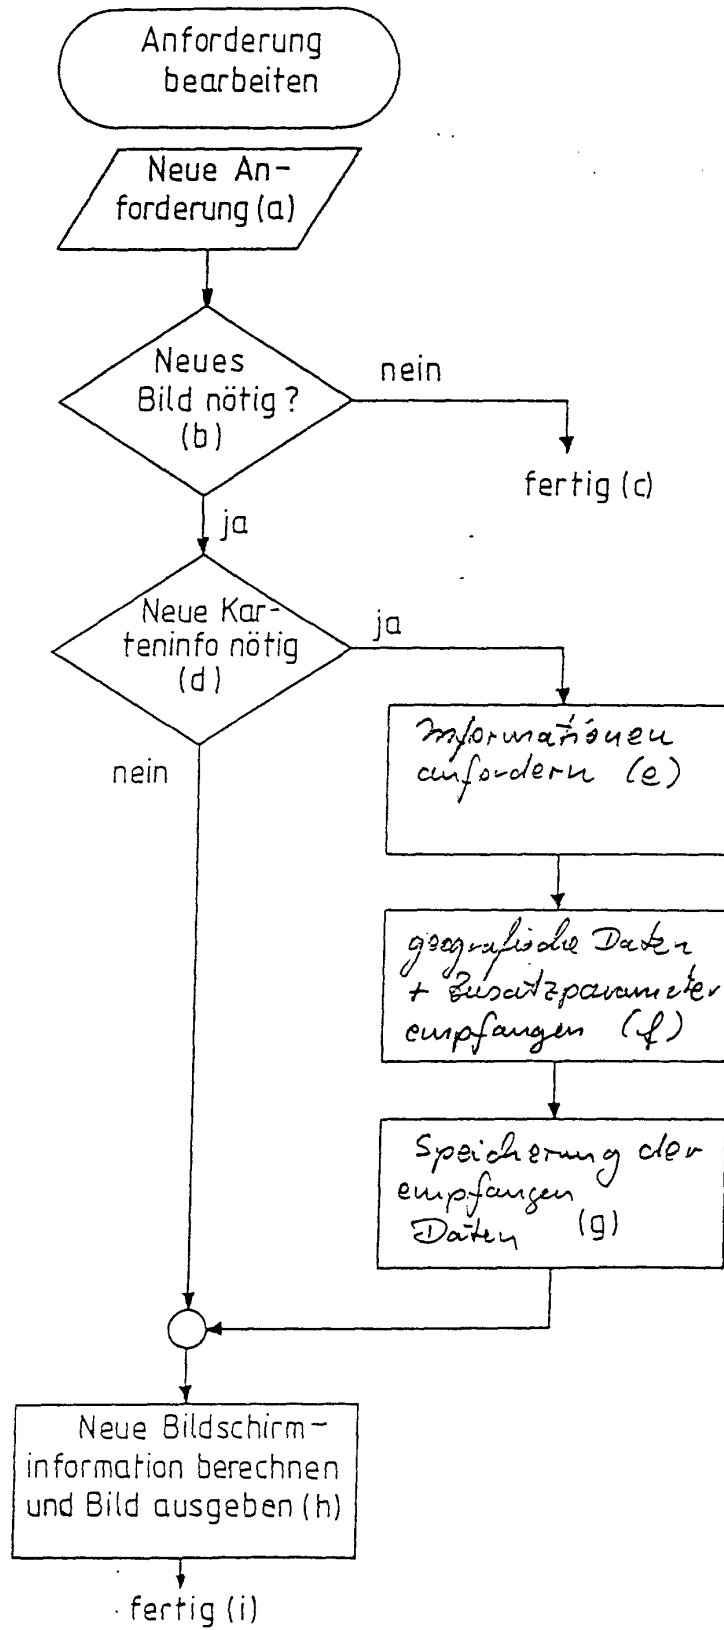 Anforderung
bearbeiten
Neue An-
forderung (a)
Neues
Bild nötig?
(b)
nein
fertig (c)
ja
Neue Kar-
teninfo nötig
(d)
ja
nein
Informationen
anfordern (e)
geografische Daten
+ Zusatzparameter
empfangen (f)
Speicherung der
empfangen
Daten (g)
Neue Bildschirm-
information berechnen
und Bild ausgeben (h)
fertig (i)